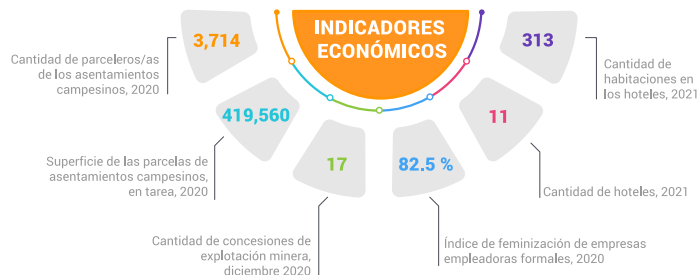 INDICADORES
ECONÓMICOS
3,714
Cantidad de parceleros/as
de los asentamientos
campesinos, 2020
419,560
Superficie de las parcelas de
asentamientos campesinos,
en tarea, 2020
17
Cantidad de concesiones de
explotación minera,
diciembre 2020
82.5 %
Índice de feminización de empresas
empleadoras formales, 2020
11
Cantidad de hoteles, 2021
313
Cantidad de
habitaciones en
los hoteles, 2021